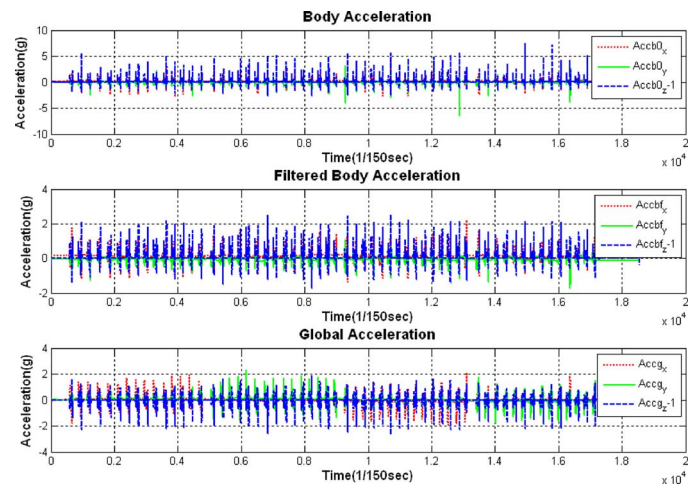 Body Acceleration
10
5
0
-5
-10
Acceleration(g)
Accb0x
Accb0y
Accb0z-1
0 0.2 0.4 0.6 0.8 1 1.2 1.4 1.6 1.8 2
Time(1/150sec)
x 10^4
Filtered Body Acceleration
4
2
0
-2
Acceleration(g)
Accbfx
Accbfy
Accbfz-1
0 0.2 0.4 0.6 0.8 1 1.2 1.4 1.6 1.8 2
Time(1/150sec)
x 10^4
Global Acceleration
4
2
0
-2
-4
Acceleration(g)
Accgx
Accgy
Accgz-1
0 0.2 0.4 0.6 0.8 1 1.2 1.4 1.6 1.8 2
Time(1/150sec)
x 10^4